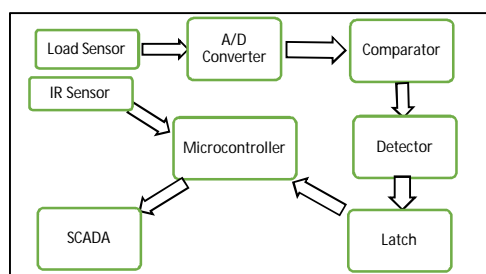 Load Sensor
A/D
Converter
Comparator
IR Sensor
Microcontroller
Detector
SCADA
Latch